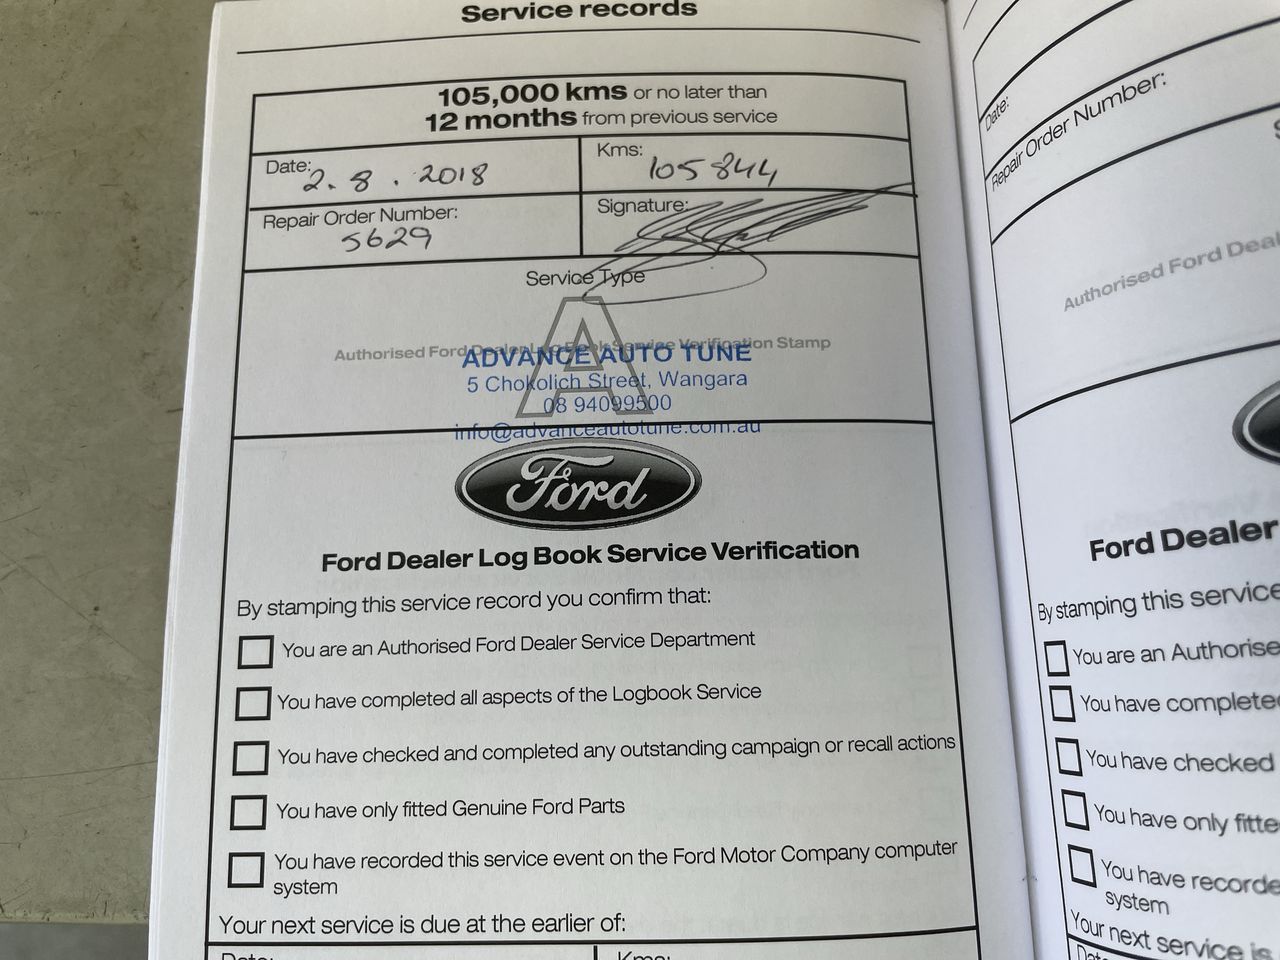 Service records
105,000 kms or no later than
12 months from previous service
Date: 2.8.2018
Kms: 105844
Repair Order Number: 5629
Signature:
Service Type
A
Authorised Ford Dealer Log Book Service Verification Stamp
ADVANCE AUTO TUNE
5 Chokolich Street, Wangara
08 94099500
info@advanceautotune.com.au
Ford
Ford Dealer Log Book Service Verification
By stamping this service record you confirm that:
You are an Authorised Ford Dealer Service Department
You have completed all aspects of the Logbook Service
You have checked and completed any outstanding campaign or recall actions
You have only fitted Genuine Ford Parts
You have recorded this service event on the Ford Motor Company computer
system
Your next service is due at the earlier of:
Date:
Kms:
Date:
Repair Order Number:
Authorised Ford Deal
Ford Dealer
By stamping this service
You are an Authorise
You have complete
You have checked
You have only fitte
You have recorde
system
Your next service is
Date